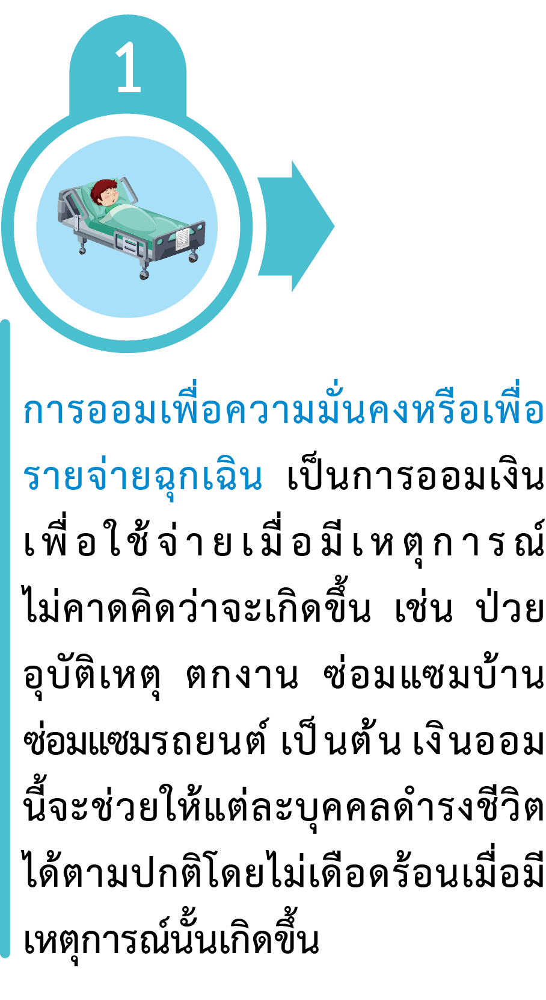 1
การออมเพื่อความมั่นคงหรือเพื่อ
รายจ่ายฉุกเฉิน เป็นการออมเงิน
เพื่อใช้จ่ายเมื่อมีเหตุการณ์
ไม่คาดคิดว่าจะเกิดขึ้น เช่น ป่วย
อุบัติเหตุ ตกงาน ซ่อมแซมบ้าน
ซ่อมแซมรถยนต์ เป็นต้น เงินออม
นี้จะช่วยให้แต่ละบุคคลดำรงชีวิต
ได้ตามปกติโดยไม่เดือดร้อนเมื่อมี
เหตุการณ์นั้นเกิดขึ้น